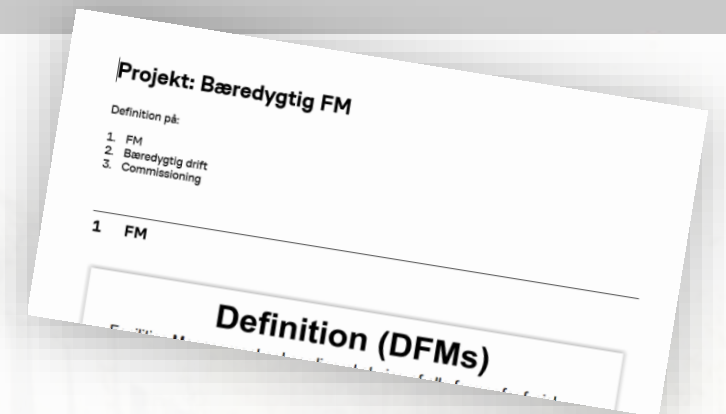 Projekt: Bæredygtig FM
Definition på:
1. FM
2. Bæredygtig drift
3. Commissioning
1 FM
Definition (DFMs)